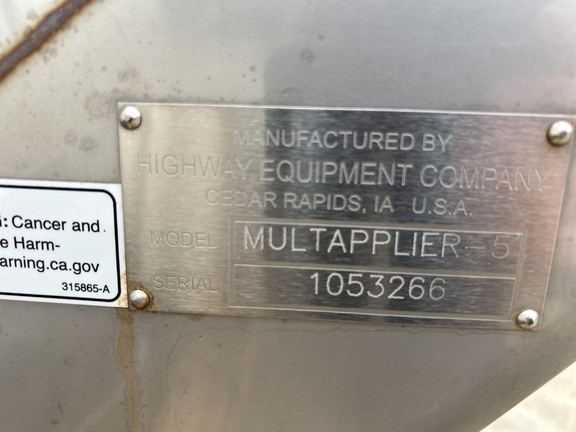 MANUFACTURED BY
HIGHWAY EQUIPMENT COMPANY
CEDAR RAPIDS, IA U.S.A.
MODEL MULTAPPLIER-5
SERIAL 1053266
: Cancer and
e Harm-
arning.ca.gov
315865-A